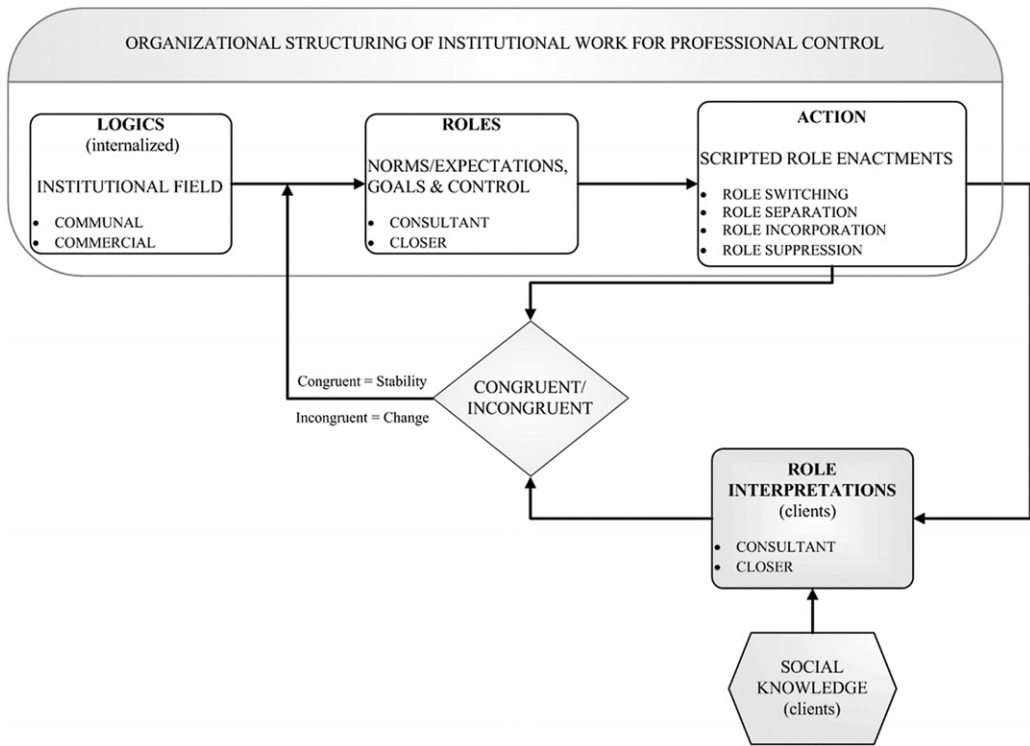 ORGANIZATIONAL STRUCTURING OF INSTITUTIONAL WORK FOR PROFESSIONAL CONTROL
LOGICS
(internalized)
INSTITUTIONAL FIELD
• COMMUNAL
• COMMERCIAL
ROLES
NORMS/EXPECTATIONS,
GOALS & CONTROL
• CONSULTANT
• CLOSER
ACTION
SCRIPTED ROLE ENACTMENTS
• ROLE SWITCHING
• ROLE SEPARATION
• ROLE INCORPORATION
• ROLE SUPPRESSION
Congruent = Stability
Incongruent = Change
CONGRUENT/
INCONGRUENT
ROLE
INTERPRETATIONS
(clients)
• CONSULTANT
• CLOSER
SOCIAL
KNOWLEDGE
(clients)